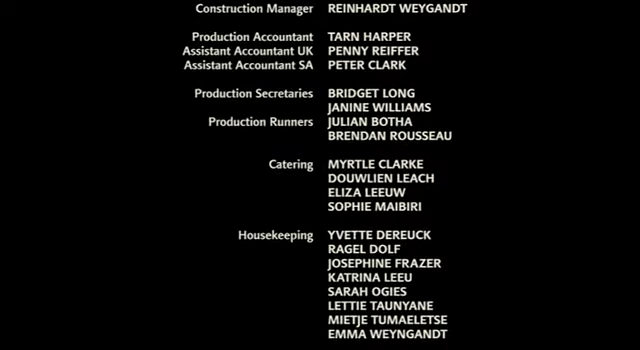 Construction Manager REINHARDT WEYGANDT
Production Accountant TARN HARPER
Assistant Accountant UK PENNY REIFFER
Assistant Accountant SA PETER CLARK
Production Secretaries BRIDGET LONG
JANINE WILLIAMS
Production Runners JULIAN BOTHA
BRENDAN ROUSSEAU
Catering MYRTLE CLARKE
DOUWLIEN LEACH
ELIZA LEEUW
SOPHIE MAIBIRI
Housekeeping YVETTE DEREUCK
RAGEL DOLF
JOSEPHINE FRAZER
KATRINA LEEU
SARAH OGIES
LETTIE TAUNYANE
MIETJE TUMAELETSE
EMMA WEYNGANDT